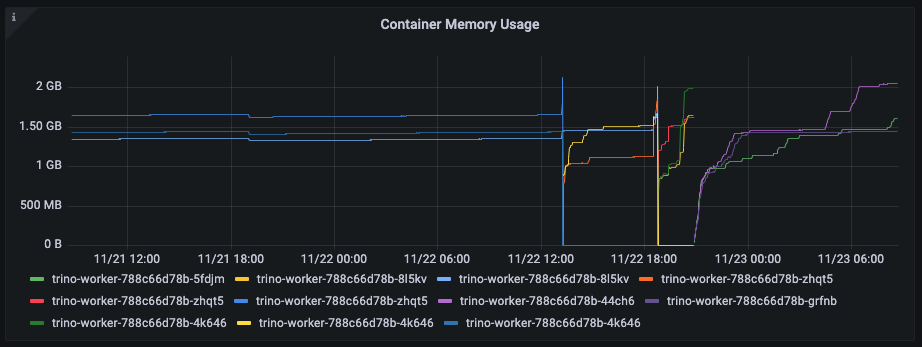 i
Container Memory Usage
2 GB
1.50 GB
1 GB
500 MB
0 B
11/21 12:00 11/21 18:00 11/22 00:00 11/22 06:00 11/22 12:00 11/22 18:00 11/23 00:00 11/23 06:00
trino-worker-788c66d78b-5fdjm trino-worker-788c66d78b-8l5kv trino-worker-788c66d78b-8l5kv trino-worker-788c66d78b-zhqt5
trino-worker-788c66d78b-zhqt5 trino-worker-788c66d78b-zhqt5 trino-worker-788c66d78b-44ch6 trino-worker-788c66d78b-grfnb
trino-worker-788c66d78b-4k646 trino-worker-788c66d78b-4k646 trino-worker-788c66d78b-4k646